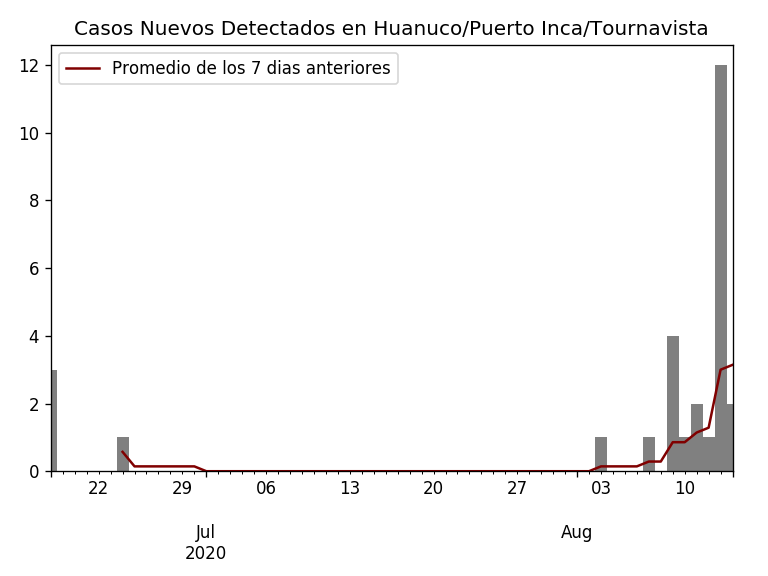 Casos Nuevos Detectados en Huanuco/Puerto Inca/Tournavista
Promedio de los 7 dias anteriores
12
10
8
6
4
2
0
22 29 06 13 20 27 03 10
Jul Aug
2020